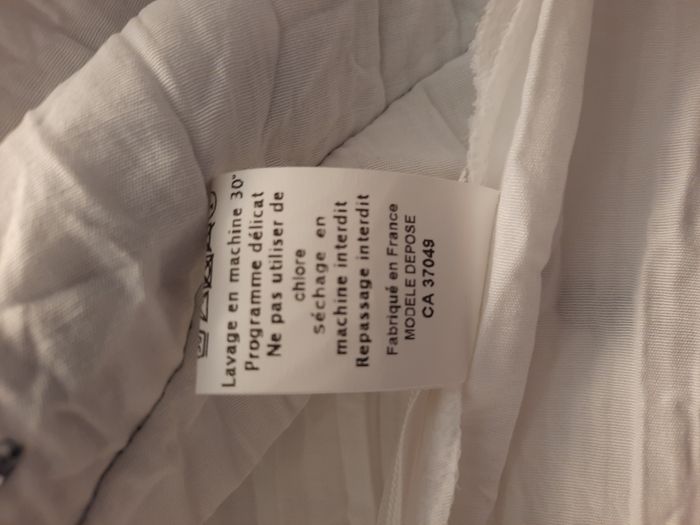 Lavage en machine 30°
Programme délicat
Ne pas utiliser de
chlore
Séchage en
machine interdit
Repassage interdit
Fabriqué en France
MODELE DEPOSE
CA 37049